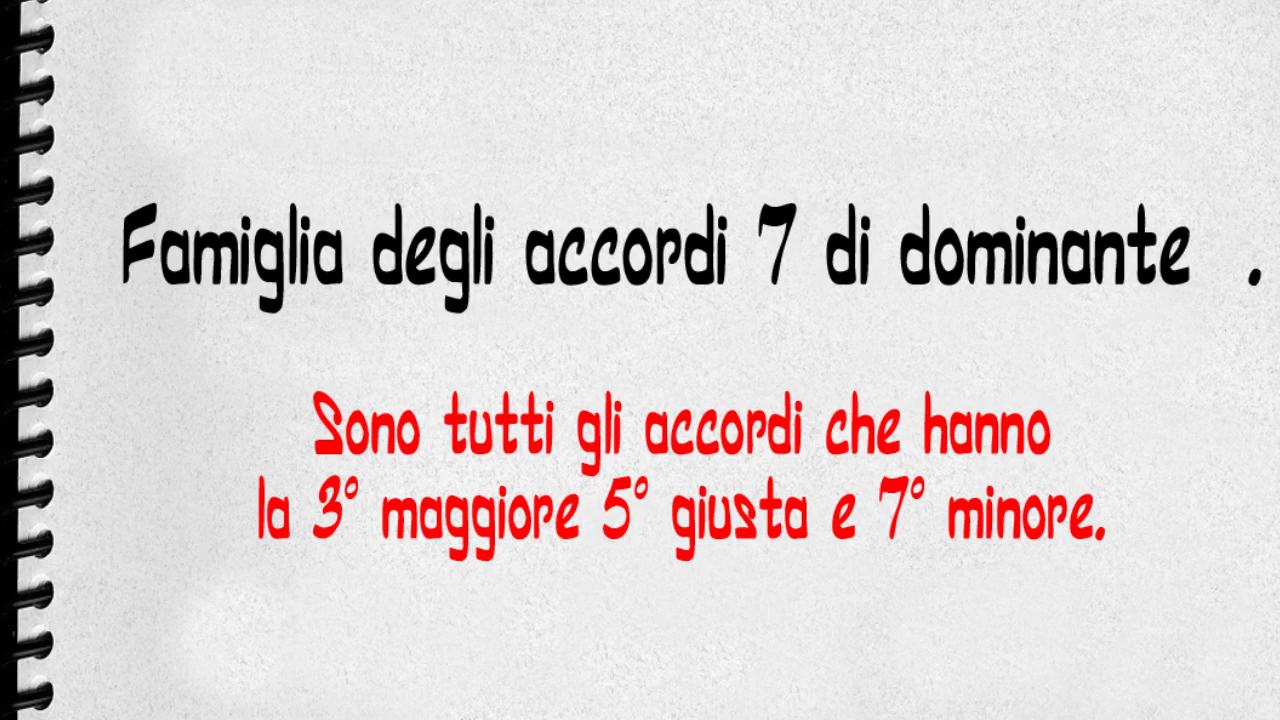 Famiglia degli accordi 7 di dominante .
Sono tutti gli accordi che hanno
la 3° maggiore 5° giusta e 7° minore.